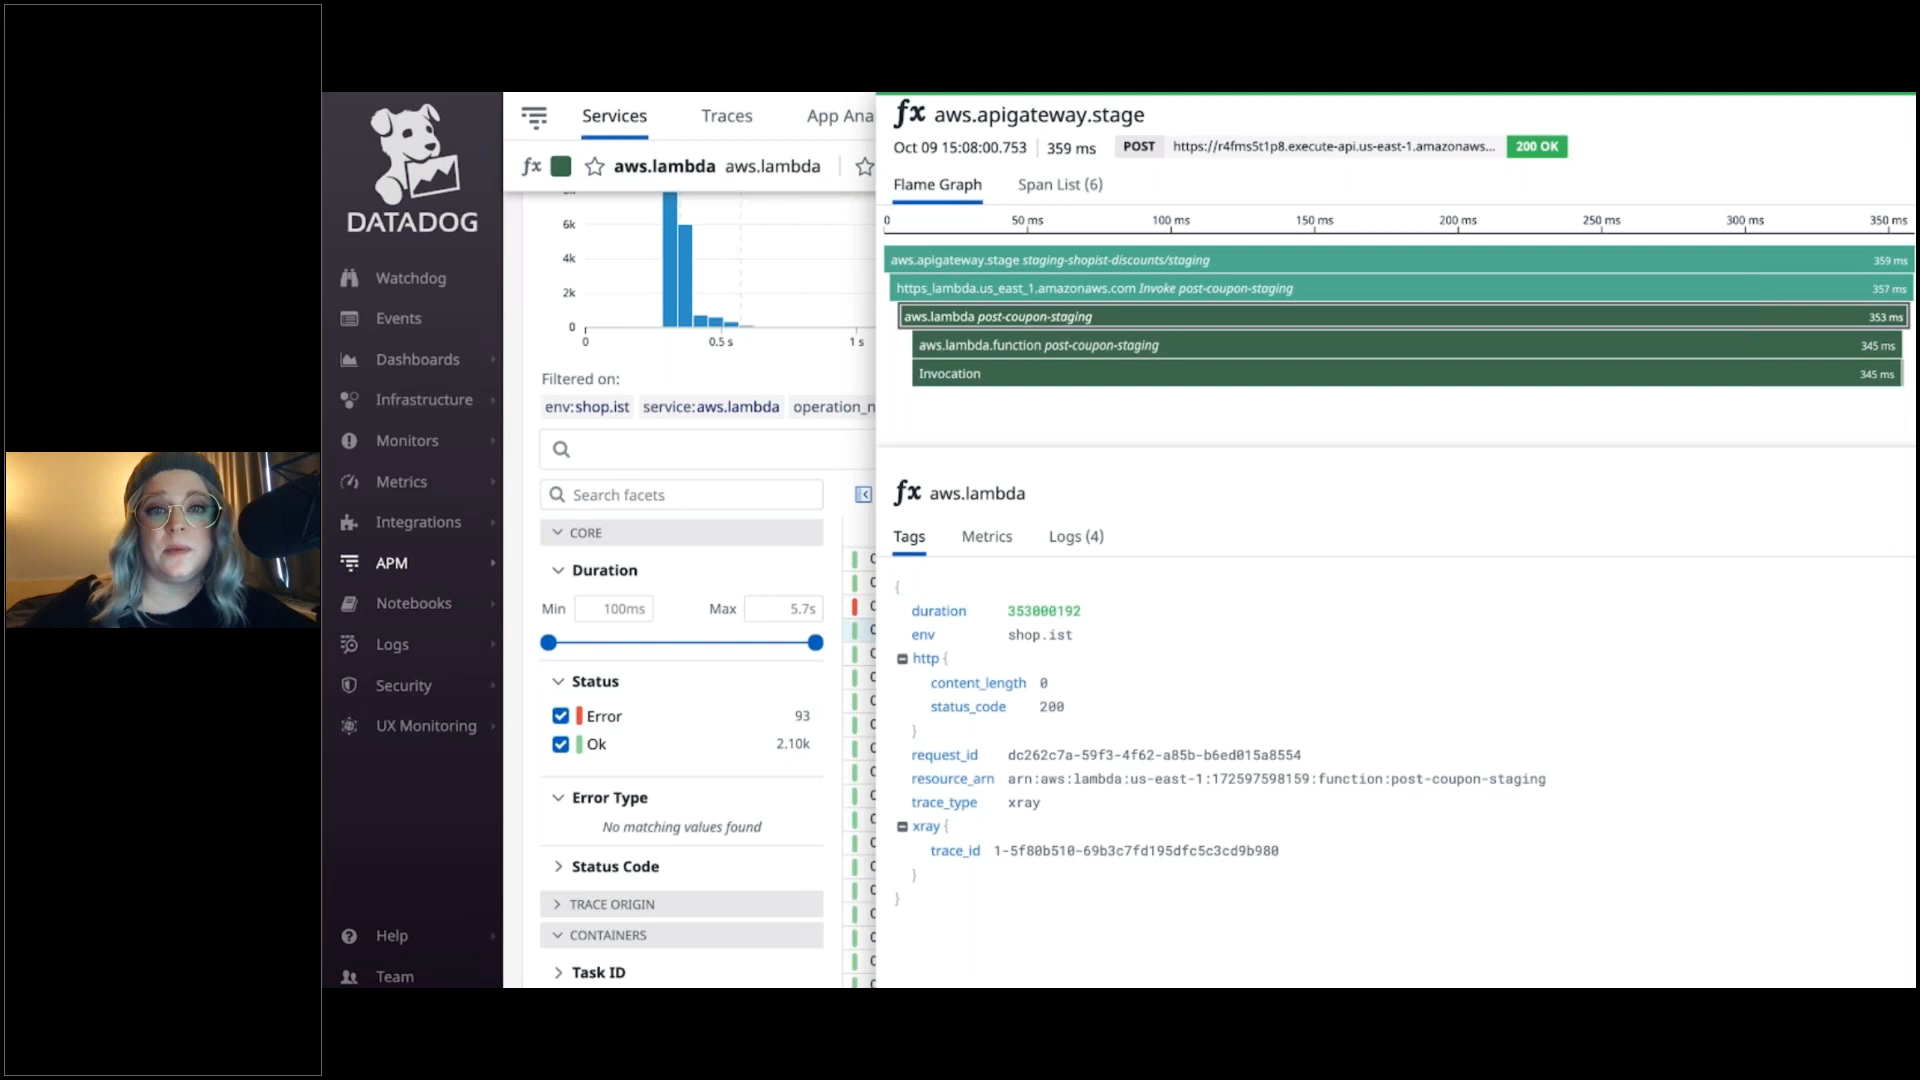 DATADOG
Watchdog
Events
Dashboards
Infrastructure
Monitors
Metrics
Integrations
APM
Notebooks
Logs
Security
UX Monitoring
Help
Team
Services Traces App Ana
fx aws.lambda aws.lambda
6k
4k
2k
0
0 0.5 s 1 s
Filtered on:
env:shop.ist service:aws.lambda operation_n
Search facets
CORE
Duration
Min 100ms Max 5.7s
Status
Error 93
Ok 2.10k
Error Type
No matching values found
Status Code
TRACE ORIGIN
CONTAINERS
Task ID
fx aws.apigateway.stage
Oct 09 15:08:00.753 359 ms POST https://r4fms5t1p8.execute-api.us-east-1.amazonaws... 200 OK
Flame Graph Span List (6)
0 50 ms 100 ms 150 ms 200 ms 250 ms 300 ms 350 ms
aws.apigateway.stage staging-shopist-discounts/staging 359 ms
https_lambda.us_east_1.amazonaws.com Invoke post-coupon-staging 357 ms
aws.lambda post-coupon-staging 353 ms
aws.lambda.function post-coupon-staging 345 ms
Invocation 345 ms
fx aws.lambda
Tags Metrics Logs (4)
{
duration 353000192
env shop.ist
http {
content_length 0
status_code 200
}
request_id dc262c7a-59f3-4f62-a85b-b6ed015a8554
resource_arn arn:aws:lambda:us-east-1:172597598159:function:post-coupon-staging
trace_type xray
xray {
trace_id 1-5f80b510-69b3c7fd195dfc5c3cd9b980
}
}